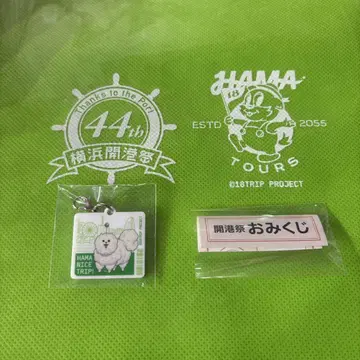 Thanks to the Port
44th
横浜開港祭
HAMA
18
ESTD 2055
TOURS
©18TRIP PROJECT
HAMA
NICE
TRIP!
開港祭 おみくじ